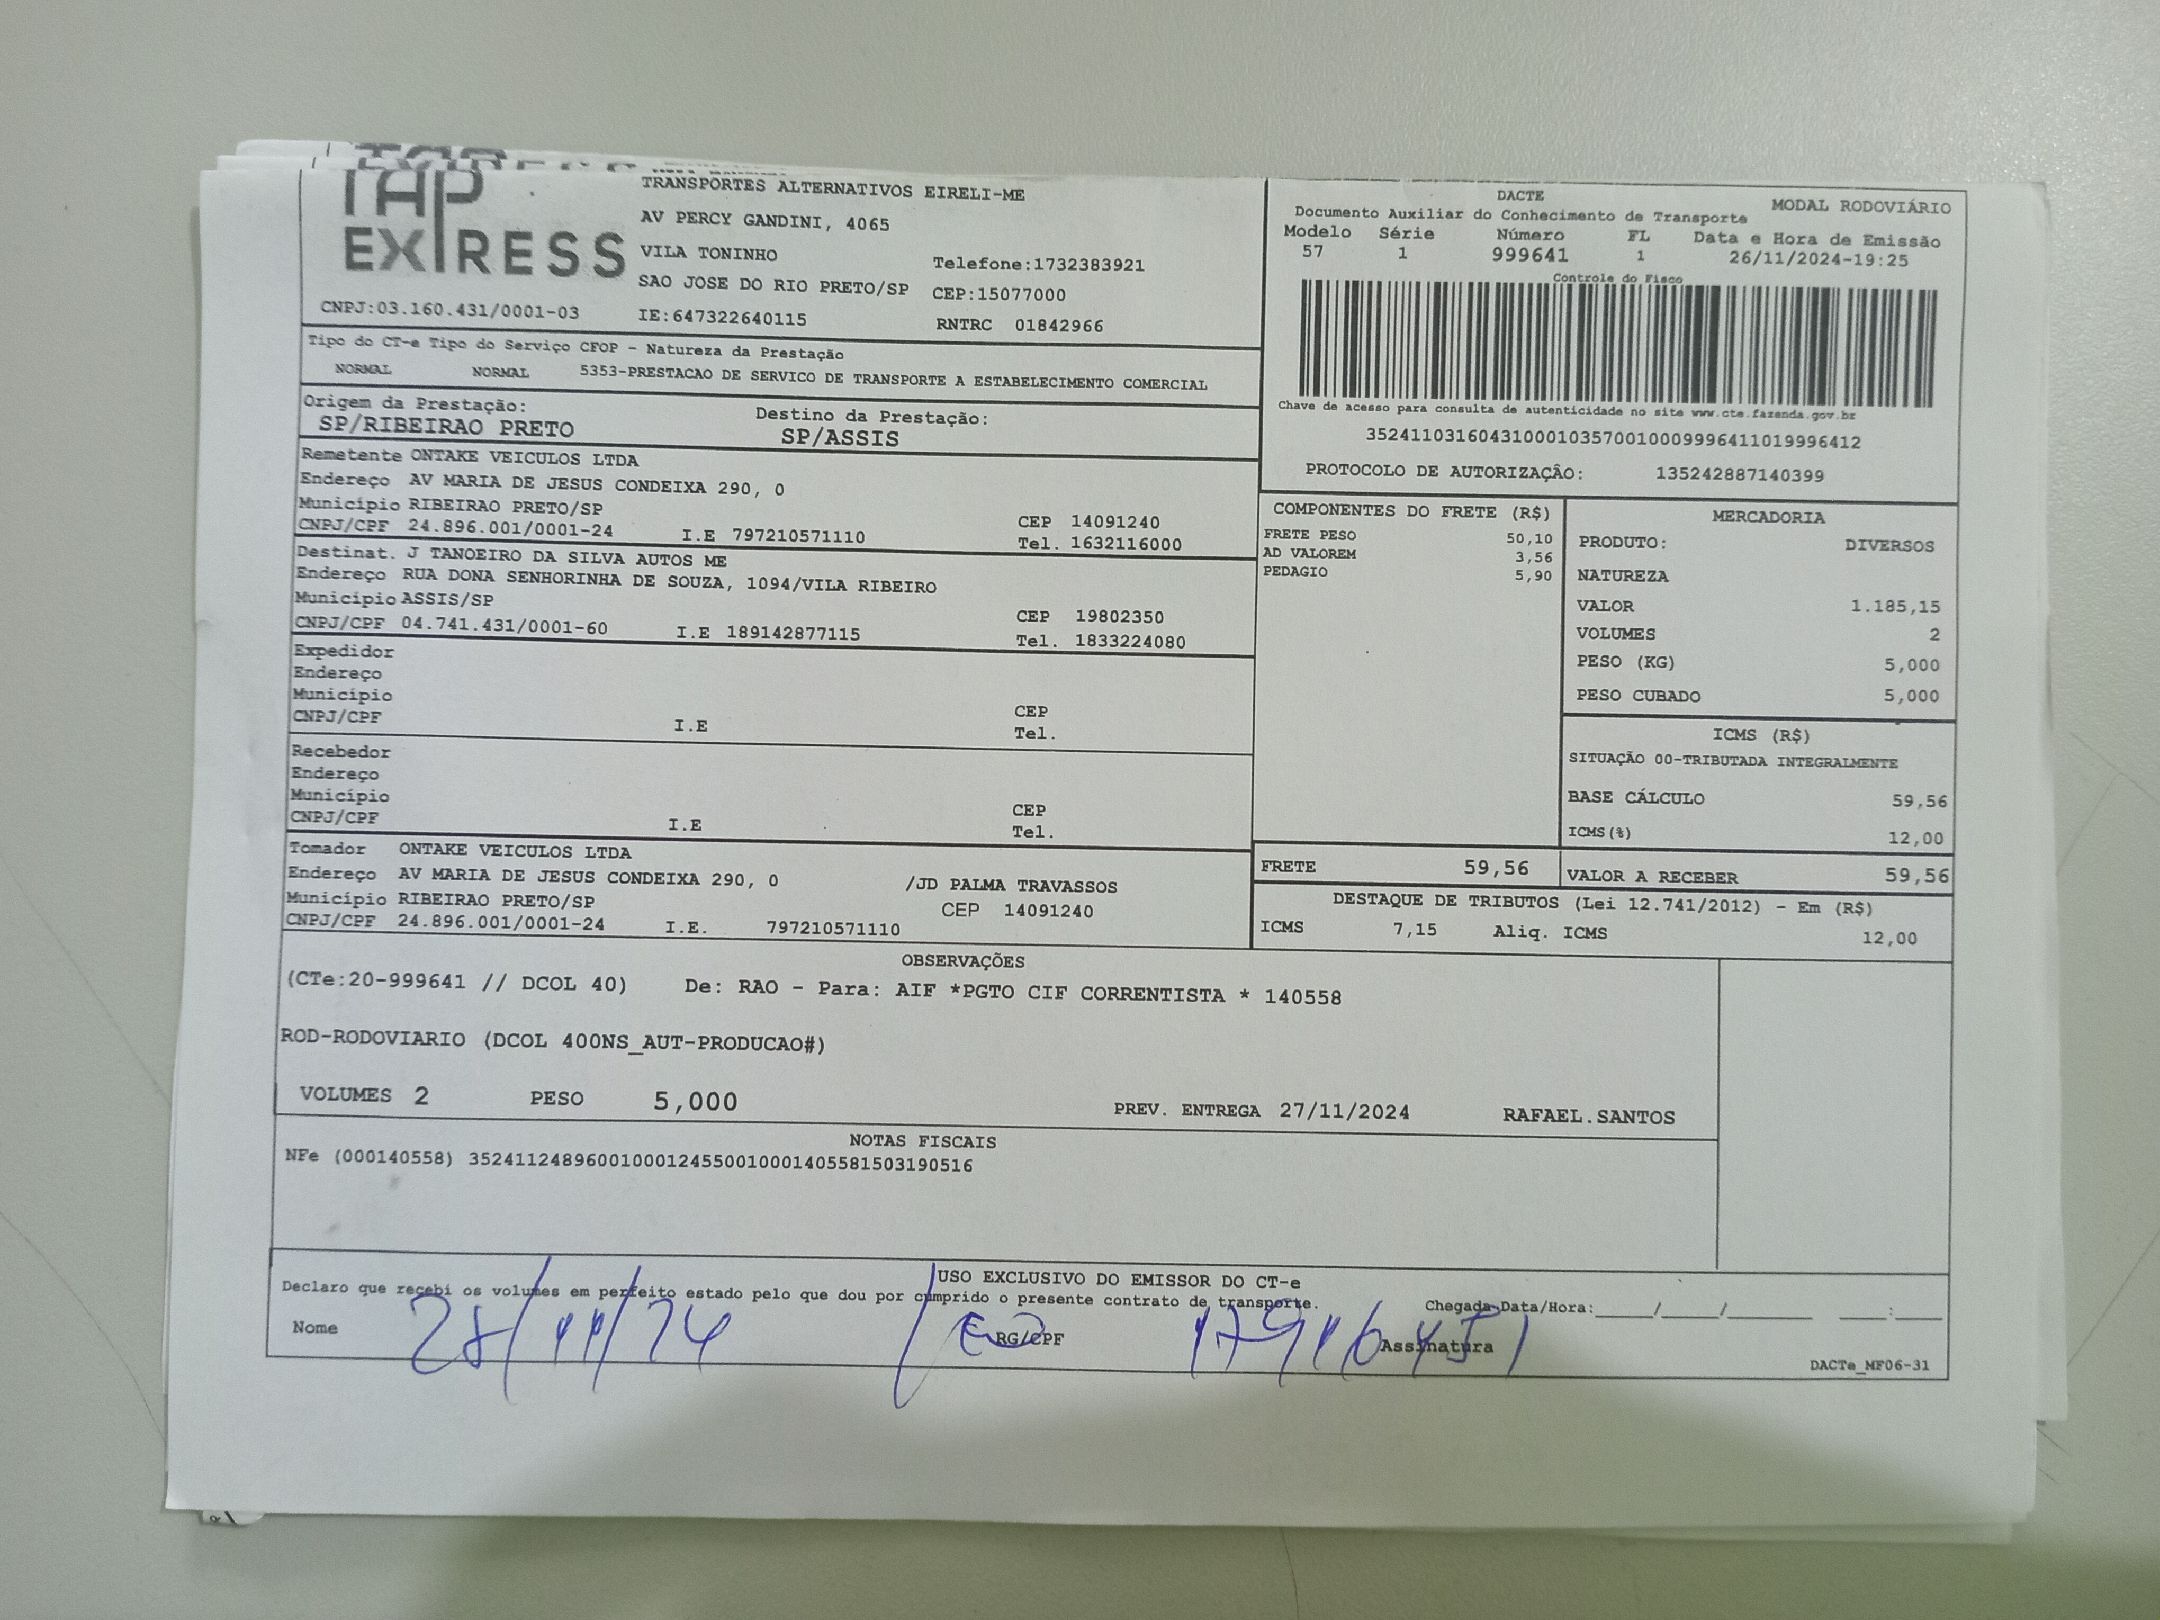 TAP
EXPRESS
TRANSPORTES ALTERNATIVOS EIRELI-ME
AV PERCY GANDINI, 4065
VILA TONINHO
Telefone:1732383921
SAO JOSE DO RIO PRETO/SP CEP:15077000
CNPJ:03.160.431/0001-03 IE:647322640115 RNTRC 01842966
DACTE
MODAL RODOVIÁRIO
Documento Auxiliar do Conhecimento de Transporte
Modelo Série Número FL Data e Hora de Emissão
57 1 999641 1 26/11/2024-19:25
Controle do Fisco
Chave de acesso para consulta de autenticidade no site www.cte.fazenda.gov.br
35241103160431000103570010009996411019996412
PROTOCOLO DE AUTORIZAÇÃO: 135242887140399
Tipo do CT-e Tipo do Serviço CFOP - Natureza da Prestação
NORMAL NORMAL 5353-PRESTACAO DE SERVICO DE TRANSPORTE A ESTABELECIMENTO COMERCIAL
Origem da Prestação: Destino da Prestação:
SP/RIBEIRAO PRETO SP/ASSIS
Remetente ONTAKE VEICULOS LTDA
Endereço AV MARIA DE JESUS CONDEIXA 290, 0
Município RIBEIRAO PRETO/SP CEP 14091240
CNPJ/CPF 24.896.001/0001-24 I.E 797210571110 Tel. 1632116000
Destinat. J TANOEIRO DA SILVA AUTOS ME
Endereço RUA DONA SENHORINHA DE SOUZA, 1094/VILA RIBEIRO
Município ASSIS/SP CEP 19802350
CNPJ/CPF 04.741.431/0001-60 I.E 189142877115 Tel. 1833224080
Expedidor
Endereço
Município CEP
CNPJ/CPF I.E Tel.
Recebedor
Endereço
Município CEP
CNPJ/CPF I.E Tel.
Tomador ONTAKE VEICULOS LTDA
Endereço AV MARIA DE JESUS CONDEIXA 290, 0 /JD PALMA TRAVASSOS
Município RIBEIRAO PRETO/SP CEP 14091240
CNPJ/CPF 24.896.001/0001-24 I.E. 797210571110
COMPONENTES DO FRETE (R$)
FRETE PESO 50,10
AD VALOREM 3,56
PEDAGIO 5,90
MERCADORIA
PRODUTO: DIVERSOS
NATUREZA
VALOR 1.185,15
VOLUMES 2
PESO (KG) 5,000
PESO CUBADO 5,000
ICMS (R$)
SITUAÇÃO 00-TRIBUTADA INTEGRALMENTE
BASE CÁLCULO 59,56
ICMS(%) 12,00
FRETE 59,56 VALOR A RECEBER 59,56
DESTAQUE DE TRIBUTOS (Lei 12.741/2012) - Em (R$)
ICMS 7,15 Aliq. ICMS 12,00
OBSERVAÇÕES
(CTe:20-999641 // DCOL 40) De: RAO - Para: AIF *PGTO CIF CORRENTISTA * 140558
ROD-RODOVIARIO (DCOL 400NS_AUT-PRODUCAO#)
VOLUMES 2 PESO 5,000 PREV. ENTREGA 27/11/2024 RAFAEL.SANTOS
NOTAS FISCAIS
NFe (000140558) 35241124896001000124550010001405581503190516
USO EXCLUSIVO DO EMISSOR DO CT-e
Declaro que recebi os volumes em perfeito estado pelo que dou por cumprido o presente contrato de transporte. Chegada-Data/Hora:_____/_____/_______ ____:____
Nome 28/11/24 RG/CPF Assinatura
DACTe_MF06-31